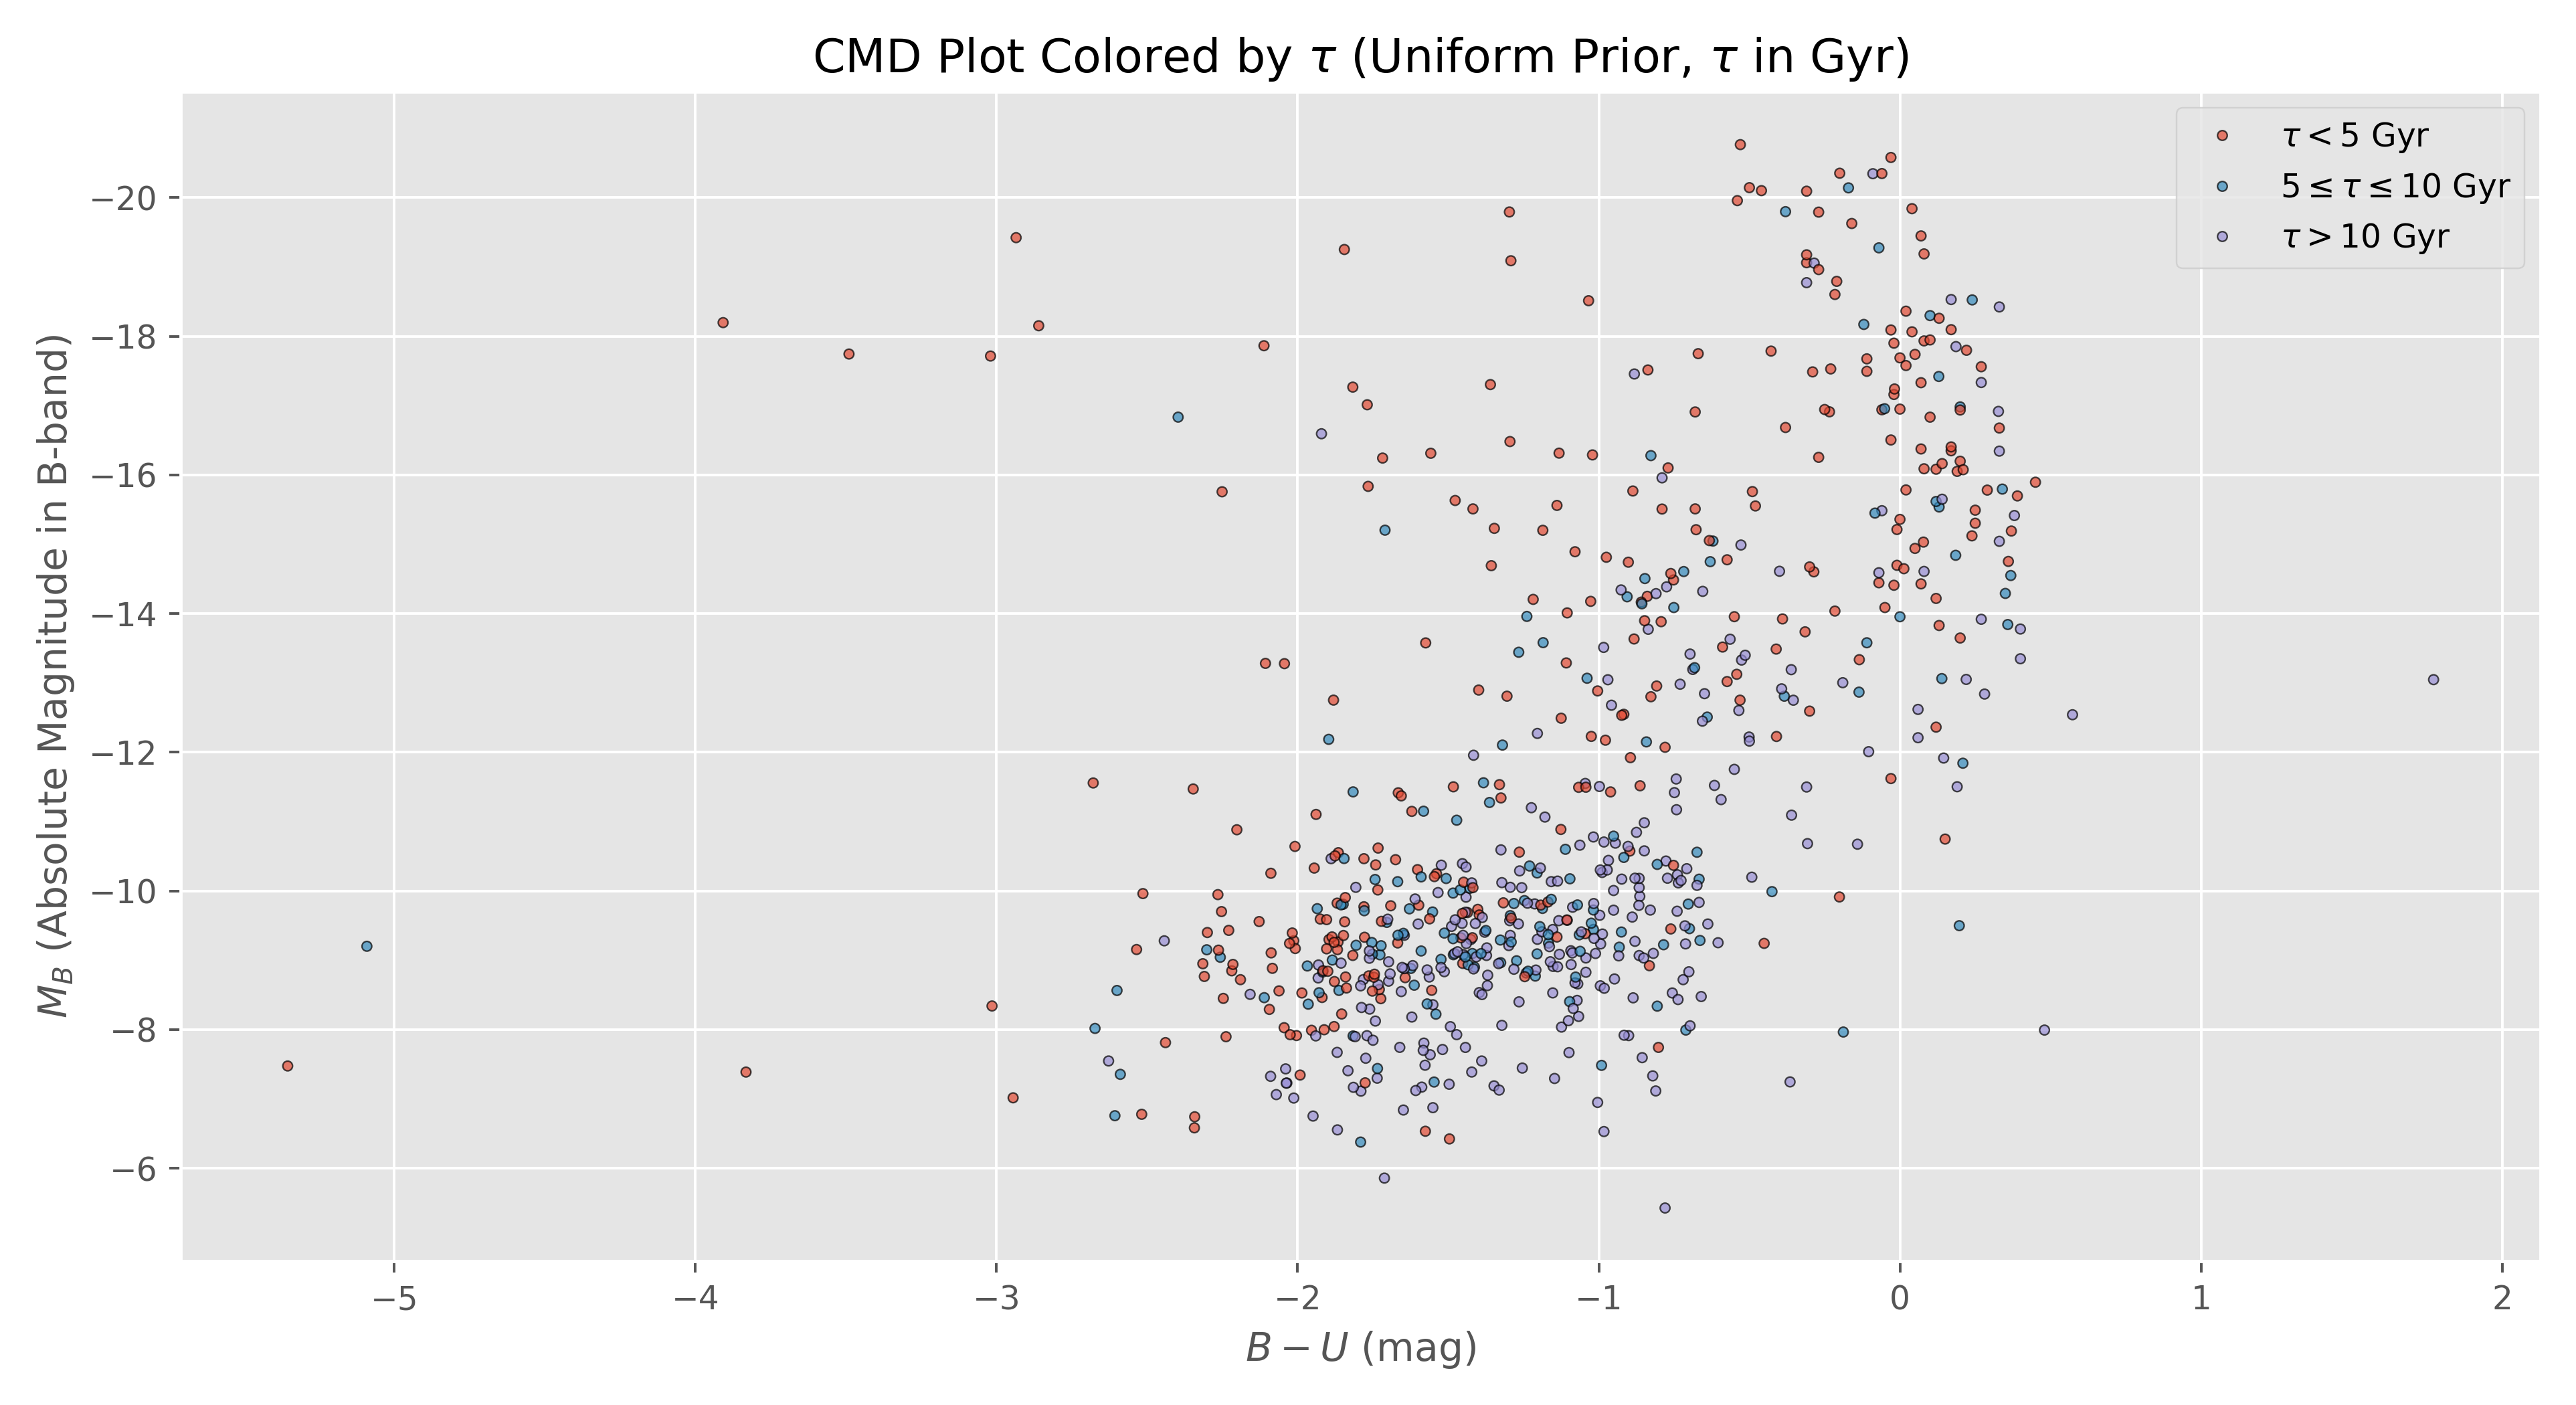 CMD Plot Colored by τ (Uniform Prior, τ in Gyr)
τ < 5 Gyr
5 ≤ τ ≤ 10 Gyr
τ > 10 Gyr
M_B (Absolute Magnitude in B-band)
−20
−18
−16
−14
−12
−10
−8
−6
−5 −4 −3 −2 −1 0 1 2
B − U (mag)